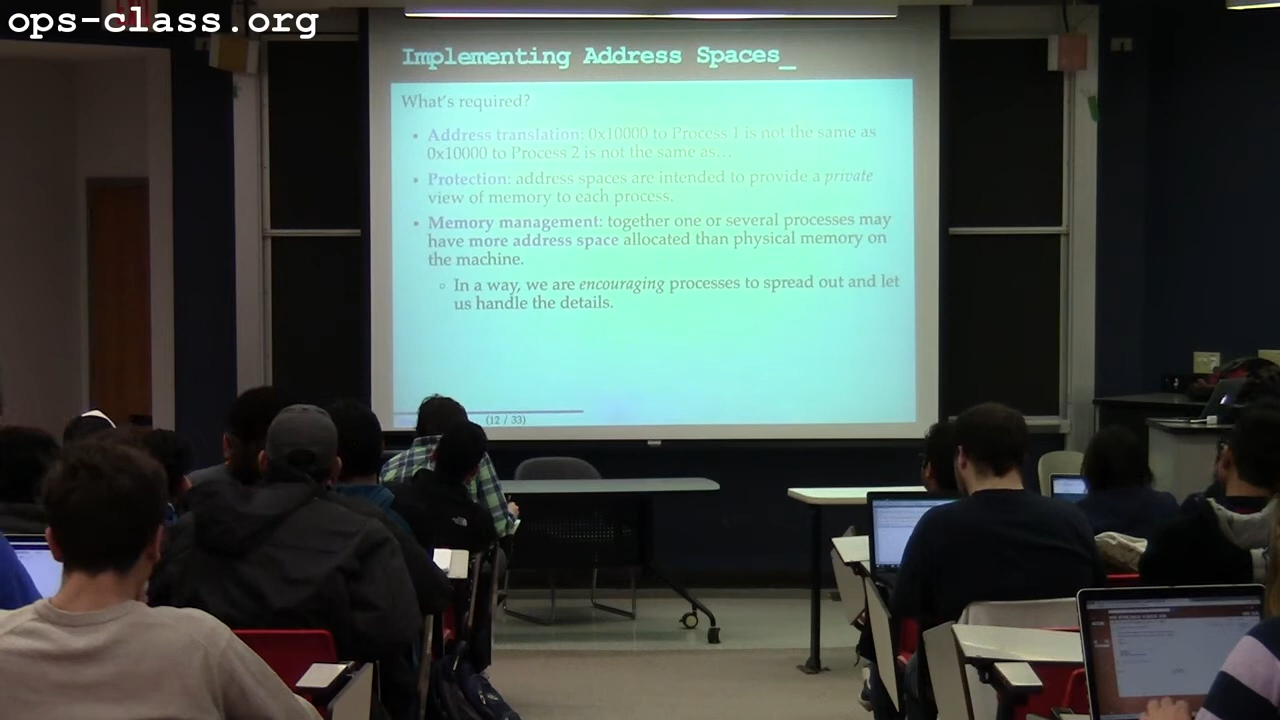 ops-class.org
Implementing Address Spaces_
What's required?
• Address translation: 0x10000 to Process 1 is not the same as
0x10000 to Process 2 is not the same as…
• Protection: address spaces are intended to provide a private
view of memory to each process.
• Memory management: together one or several processes may
have more address space allocated than physical memory on
the machine.
◦ In a way, we are encouraging processes to spread out and let
us handle the details.
(12 / 33)